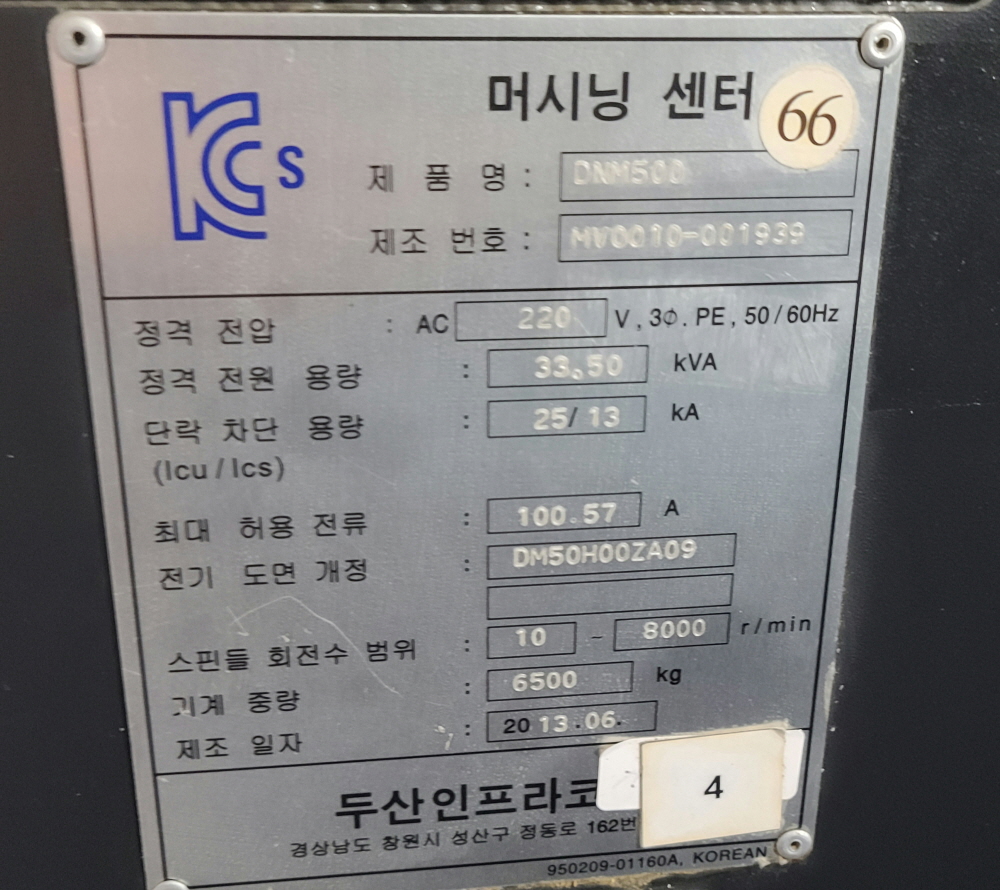 KCs
머시닝 센터 66
제 품 명 : DNM500
제조 번호 : MV0010-001939
정격 전압 : AC 220 V , 3Φ . PE , 50 / 60Hz
정격 전원 용량 : 33.50 kVA
단락 차단 용량 : 25/ 13 kA
(Icu / Ics)
최대 허용 전류 : 100.57 A
전기 도면 개정 : DM50H00ZA09
스핀들 회전수 범위 : 10 ~ 8000 r/min
기계 중량 : 6500 kg
제조 일자 : 20 13.06.
두산인프라코
4
경상남도 창원시 성산구 정동로 162번
950209-01160A, KOREAN